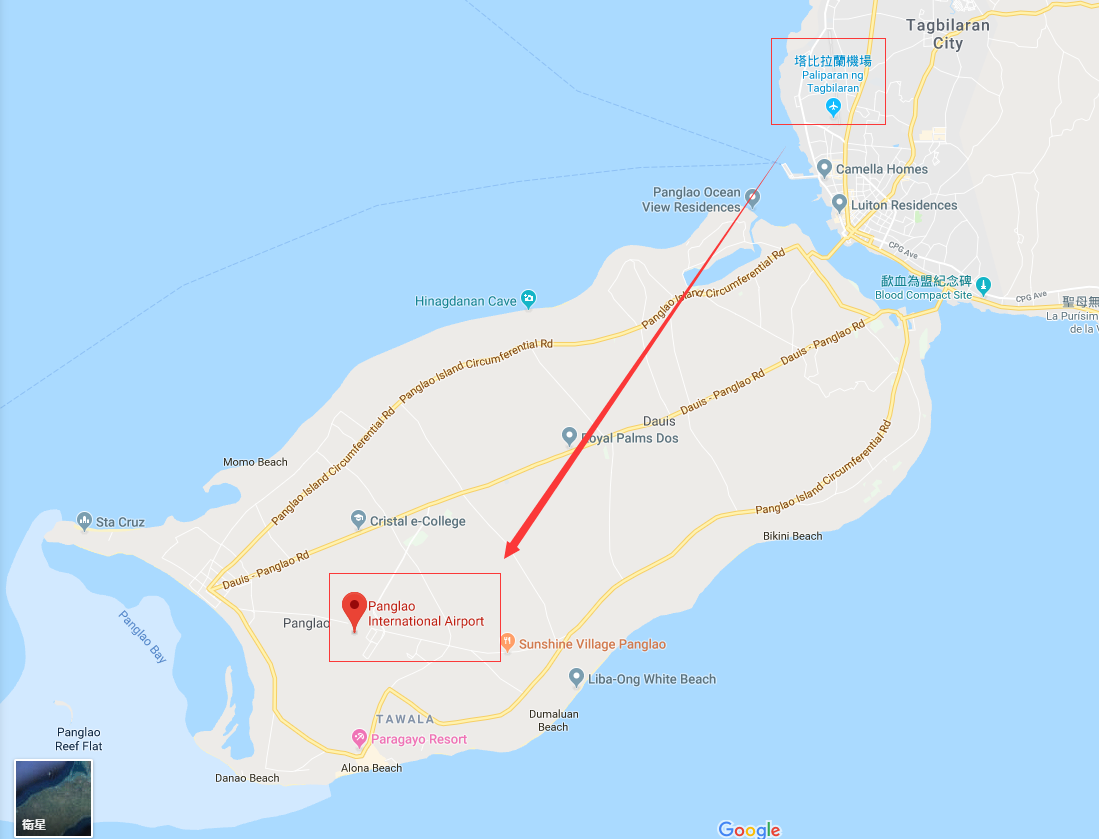 Tagbilaran
City
塔比拉蘭機場
Paliparan ng
Tagbilaran
Camella Homes
Panglao Ocean
View Residences
Luiton Residences
CPG Ave
Panglao Island Circumferential Rd
歃血為盟紀念碑
Blood Compact Site
CPG Ave
聖母無
La Purísim
de la V
Hinagdanan Cave
Panglao Island Circumferential Rd
Dauis - Panglao Rd
Panglao Island Circumferential Rd
Dauis - Panglao Rd
Dauis
Royal Palms Dos
Panglao Island Circumferential Rd
Momo Beach
Panglao Island Circumferential Rd
Sta Cruz
Cristal e-College
Bikini Beach
Dauis - Panglao Rd
Panglao
Panglao
International Airport
Panglao Bay
Sunshine Village Panglao
Liba-Ong White Beach
TAWALA
Dumaluan
Beach
Panglao
Reef Flat
Paragayo Resort
Alona Beach
Danao Beach
衛星
Google